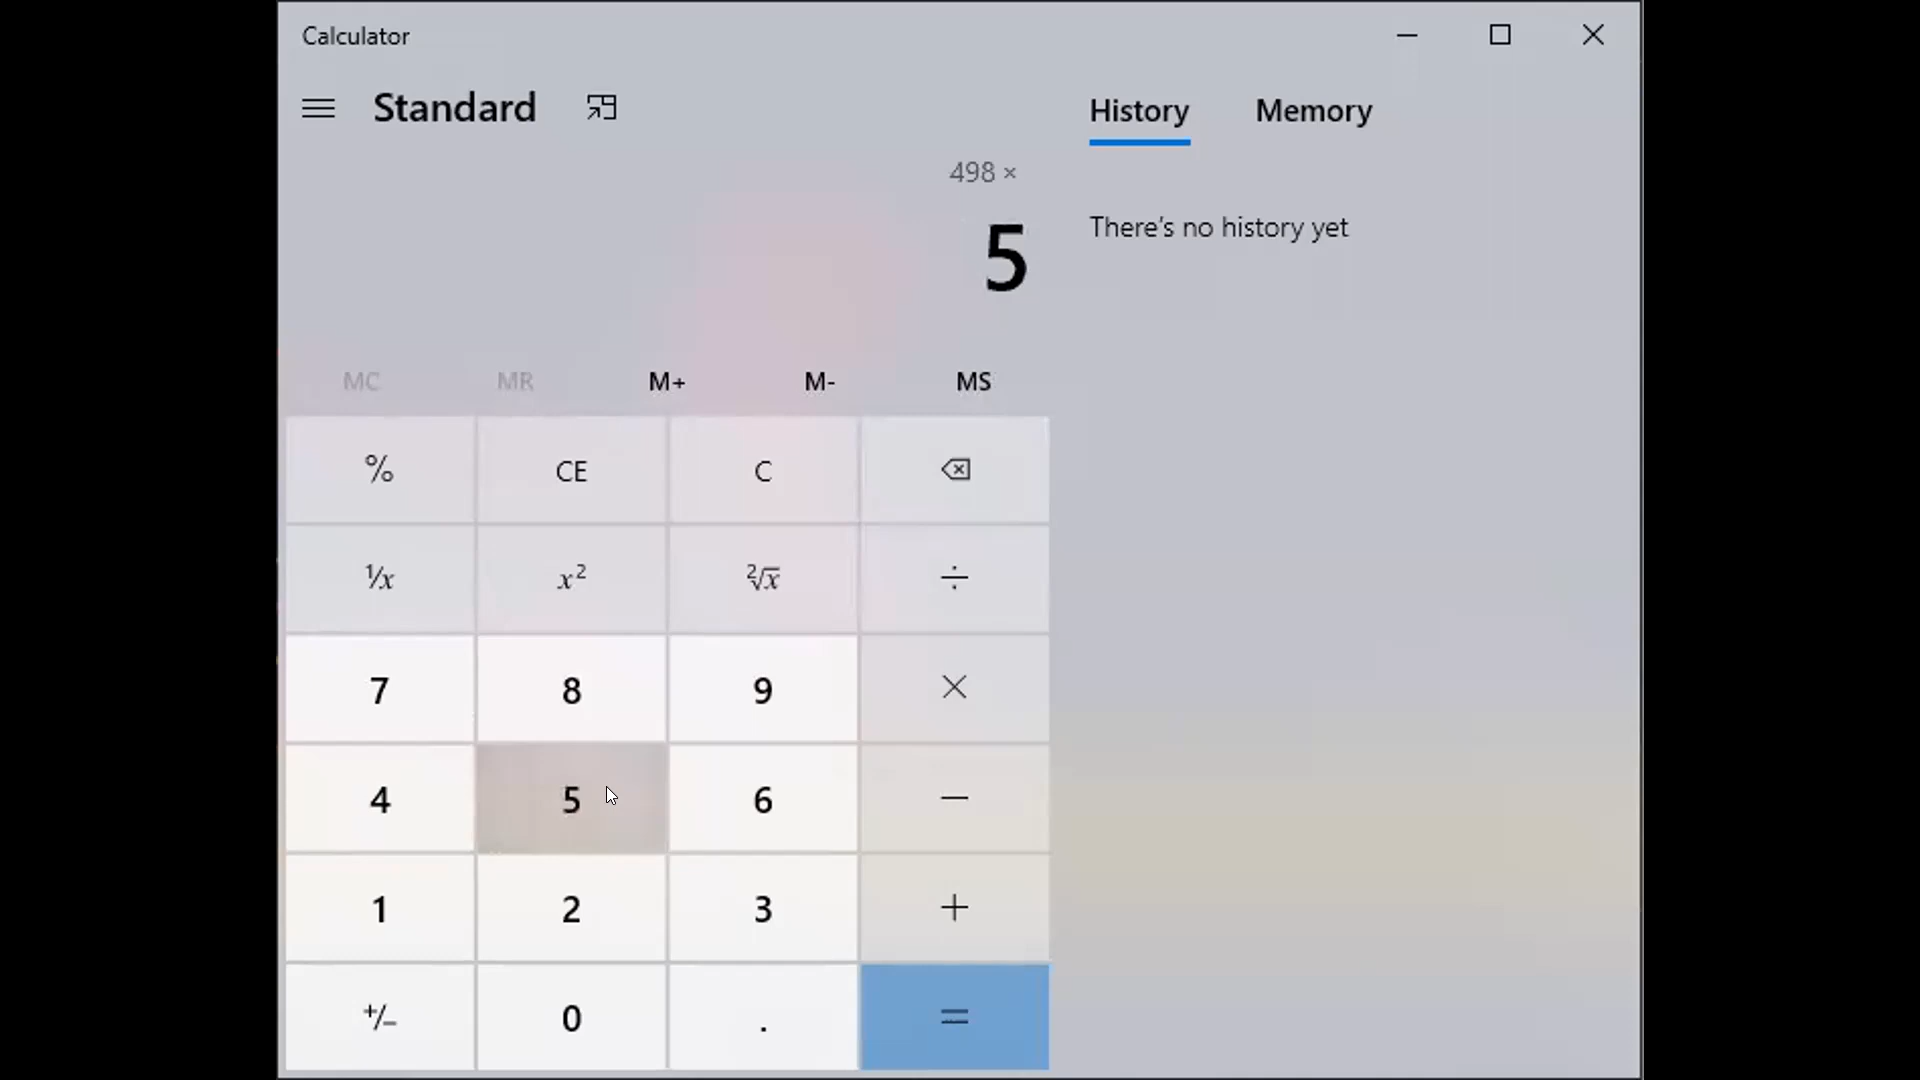 Calculator
Standard
History Memory
498 ×
5
There's no history yet
MC MR M+ M- MS
% CE C
¹/x x² ²√x ÷
7 8 9 ×
4 5 6 −
1 2 3 +
+/− 0 . =